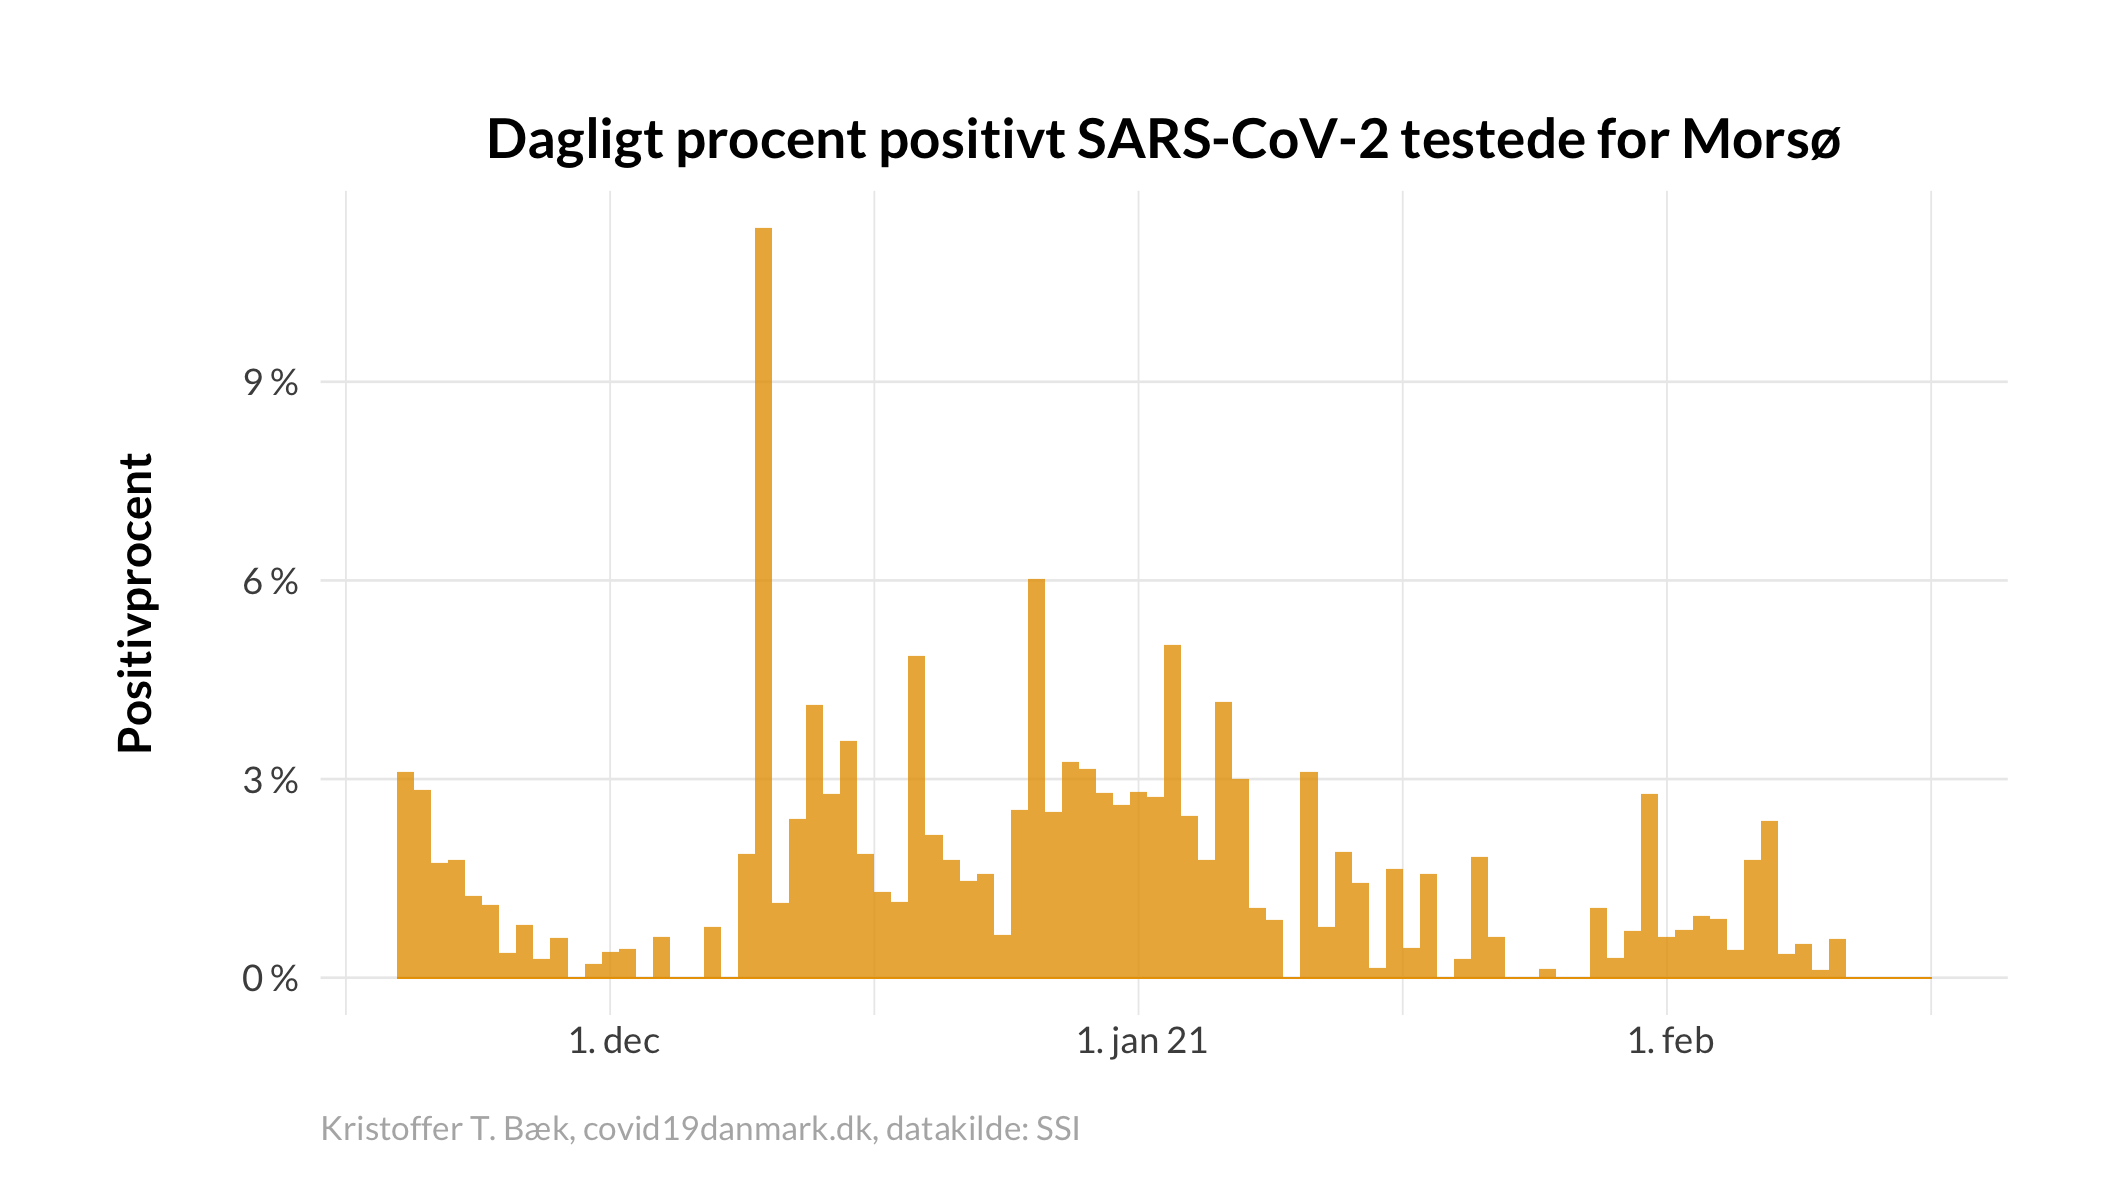 Dagligt procent positivt SARS-CoV-2 testede for Morsø
Positivprocent
9 %
6 %
3 %
0 %
1. dec
1. jan 21
1. feb
Kristoffer T. Bæk, covid19danmark.dk, datakilde: SSI